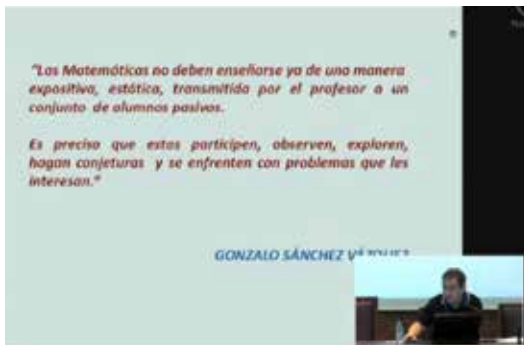 "Las Matemáticas no deben enseñarse ya de una manera
expositiva, estática, transmitida por el profesor a un
conjunto de alumnos pasivos.
Es preciso que estos participen, observen, exploren,
hagan conjeturas y se enfrenten con problemas que les
interesan."
GONZALO SÁNCHEZ VÁZQUEZ